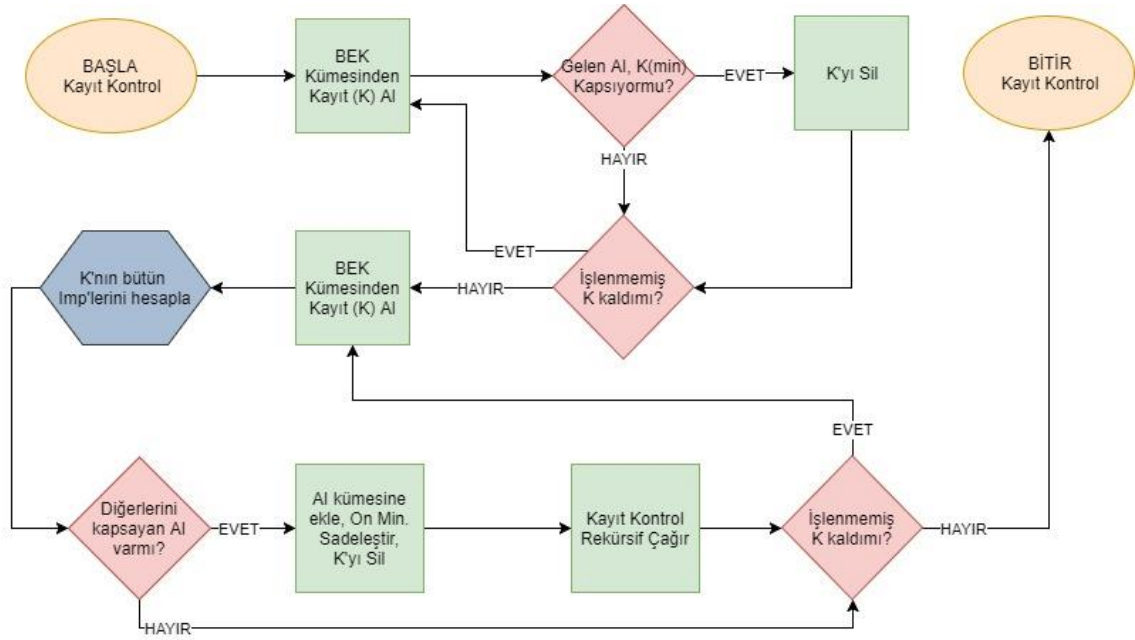 BAŞLA
Kayıt Kontrol
BEK
Kümesinden
Kayıt (K) Al
Gelen AI, K(min)
Kapsıyormu?
EVET
K'yı Sil
BİTİR
Kayıt Kontrol
HAYIR
K'nın bütün
Imp'lerini hesapla
BEK
Kümesinden
Kayıt (K) Al
HAYIR
EVET
İşlenmemiş
K kaldımı?
EVET
Diğerlerini
kapsayan AI
varmı?
EVET
AI kümesine
ekle, On Min.
Sadeleştir,
K'yı Sil
Kayıt Kontrol
Rekürsif Çağır
İşlenmemiş
K kaldımı?
HAYIR
HAYIR